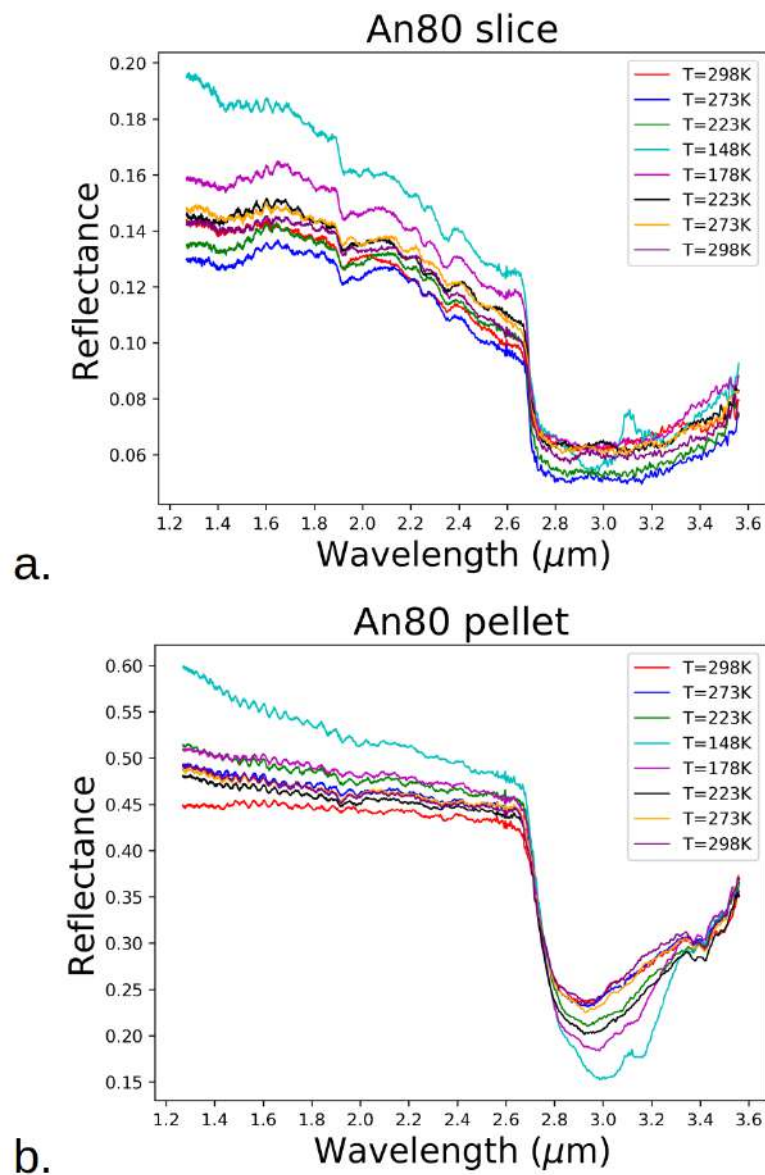 An80 slice
0.20
0.18
0.16
0.14
0.12
0.10
0.08
0.06
Reflectance
T=298K
T=273K
T=223K
T=148K
T=178K
T=223K
T=273K
T=298K
1.2 1.4 1.6 1.8 2.0 2.2 2.4 2.6 2.8 3.0 3.2 3.4 3.6
Wavelength (μm)
a.
An80 pellet
0.60
0.55
0.50
0.45
0.40
0.35
0.30
0.25
0.20
0.15
Reflectance
T=298K
T=273K
T=223K
T=148K
T=178K
T=223K
T=273K
T=298K
1.2 1.4 1.6 1.8 2.0 2.2 2.4 2.6 2.8 3.0 3.2 3.4 3.6
Wavelength (μm)
b.